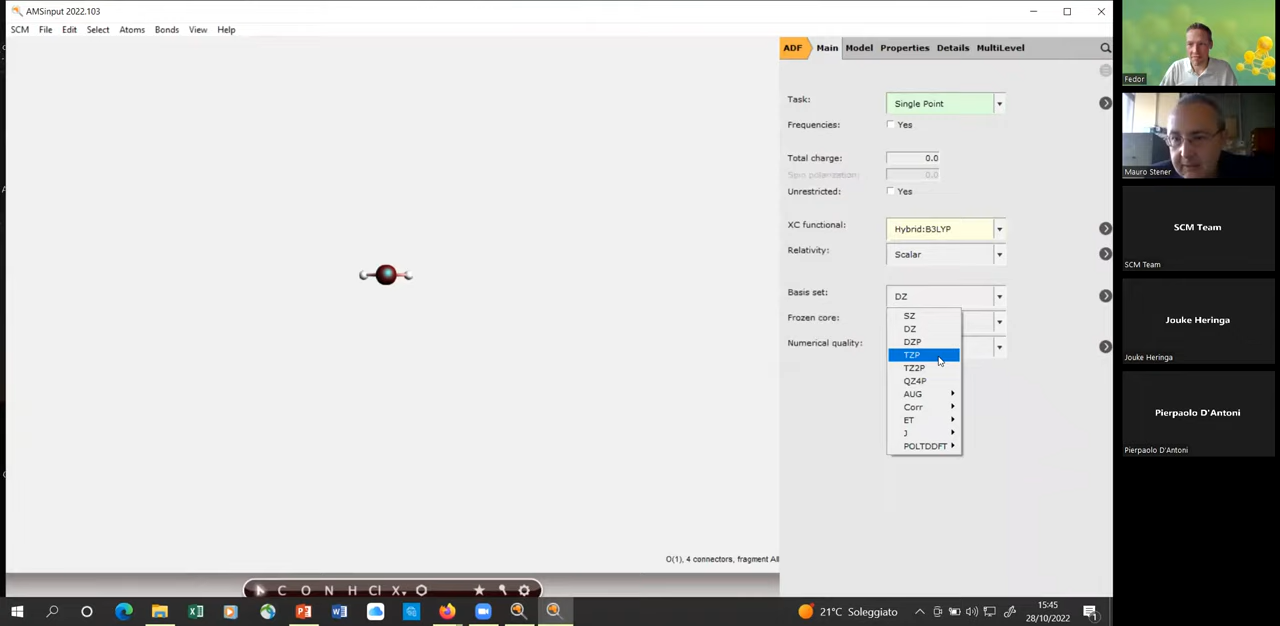 AMSinput 2022.103
SCM File Edit Select Atoms Bonds View Help
ADF Main Model Properties Details MultiLevel
Task: Single Point
Frequencies: Yes
Total charge: 0.0
Spin polarization: 0.0
Unrestricted: Yes
XC functional: Hybrid:B3LYP
Relativity: Scalar
Basis set: DZ
Frozen core:
Numerical quality:
SZ
DZ
DZP
TZP
TZ2P
QZ4P
AUG
Corr
ET
J
POLTDDFT
O(1), 4 connectors, fragment All
C O N H Cl X
Fedor
Mauro Stener
SCM Team
SCM Team
Jouke Heringa
Jouke Heringa
Pierpaolo D'Antoni
Pierpaolo D'Antoni
21°C Soleggiato
15:45
28/10/2022
1